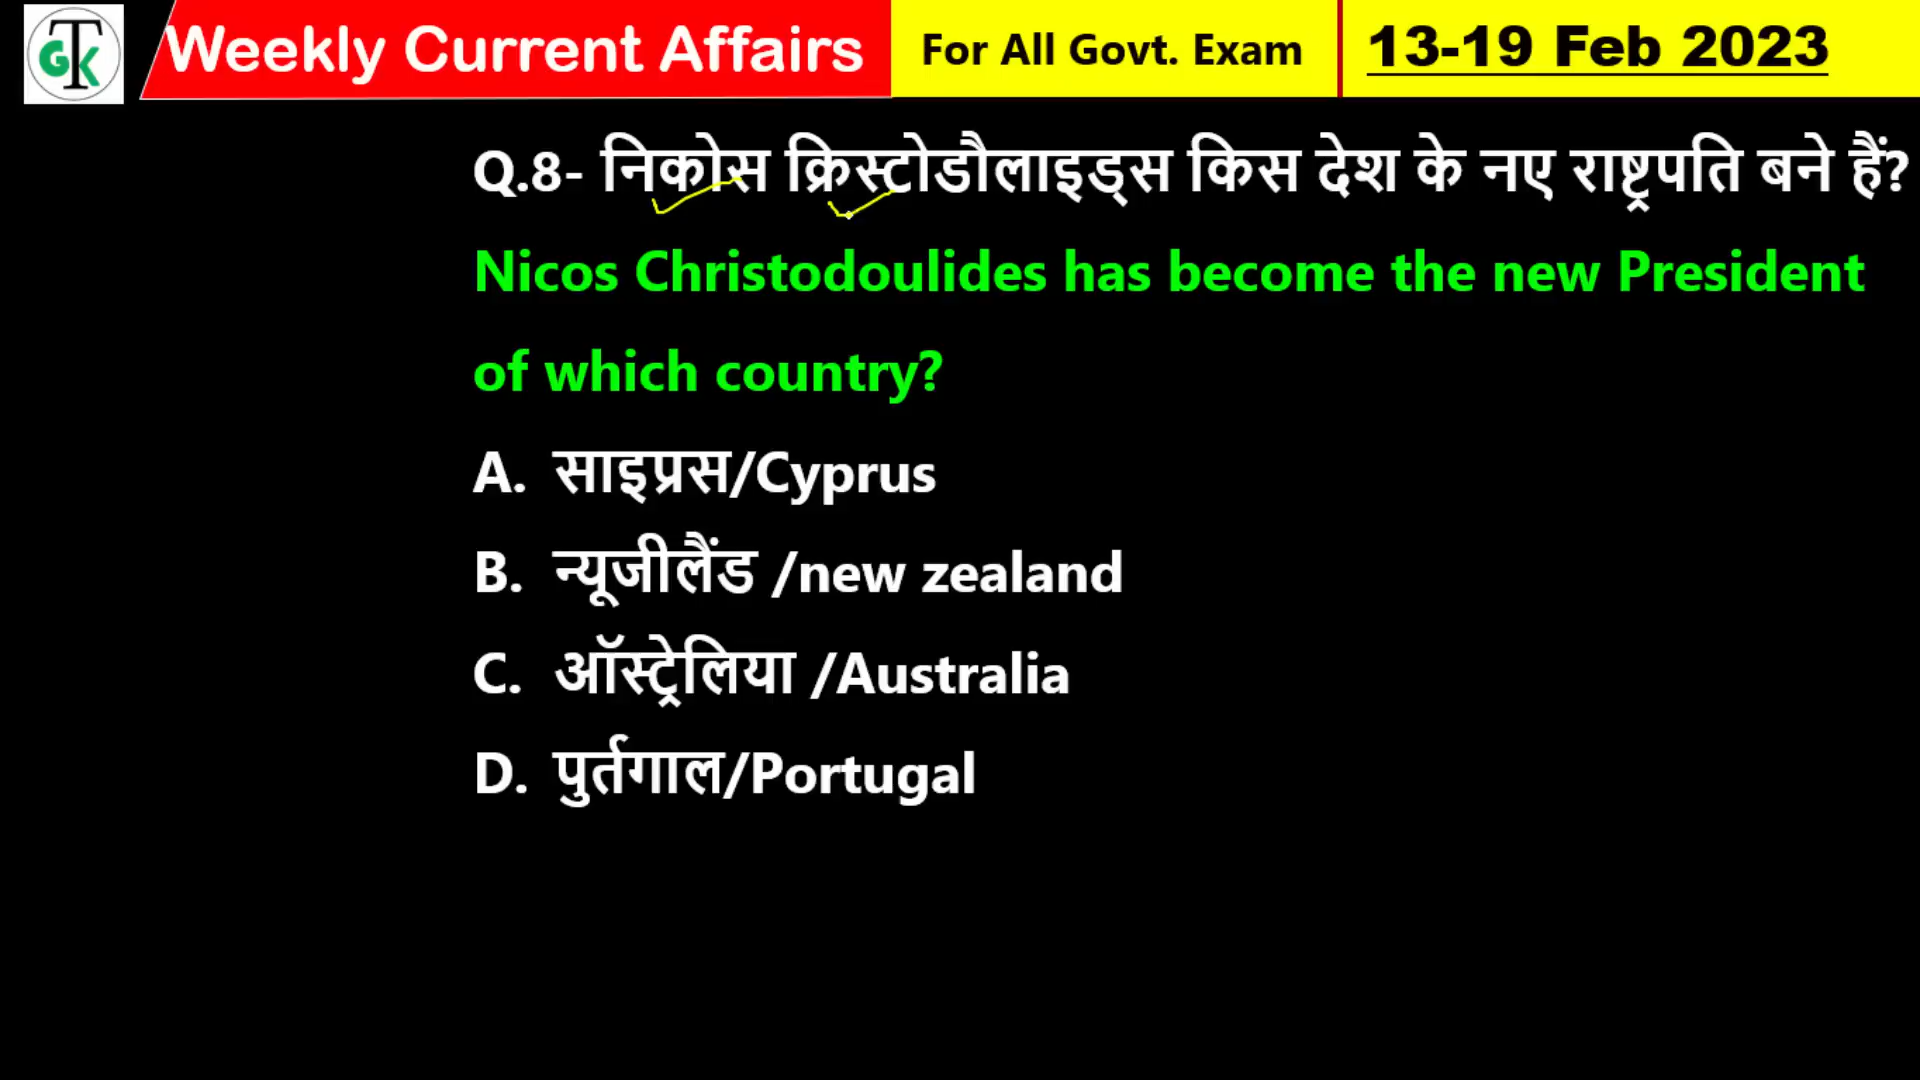 GTK
Weekly Current Affairs For All Govt. Exam 13-19 Feb 2023
Q.8- निकोस क्रिस्टोडौलाइड्स किस देश के नए राष्ट्रपति बने हैं?
Nicos Christodoulides has become the new President
of which country?
A. साइप्रस/Cyprus
B. न्यूजीलैंड /new zealand
C. ऑस्ट्रेलिया /Australia
D. पुर्तगाल/Portugal